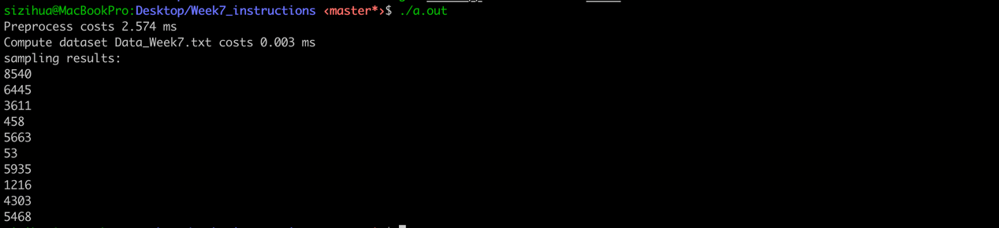 sizihua@MacBookPro:Desktop/Week7_instructions ‹master*›$ ./a.out
Preprocess costs 2.574 ms
Compute dataset Data_Week7.txt costs 0.003 ms
sampling results:
8540
6445
3611
458
5663
53
5935
1216
4303
5468